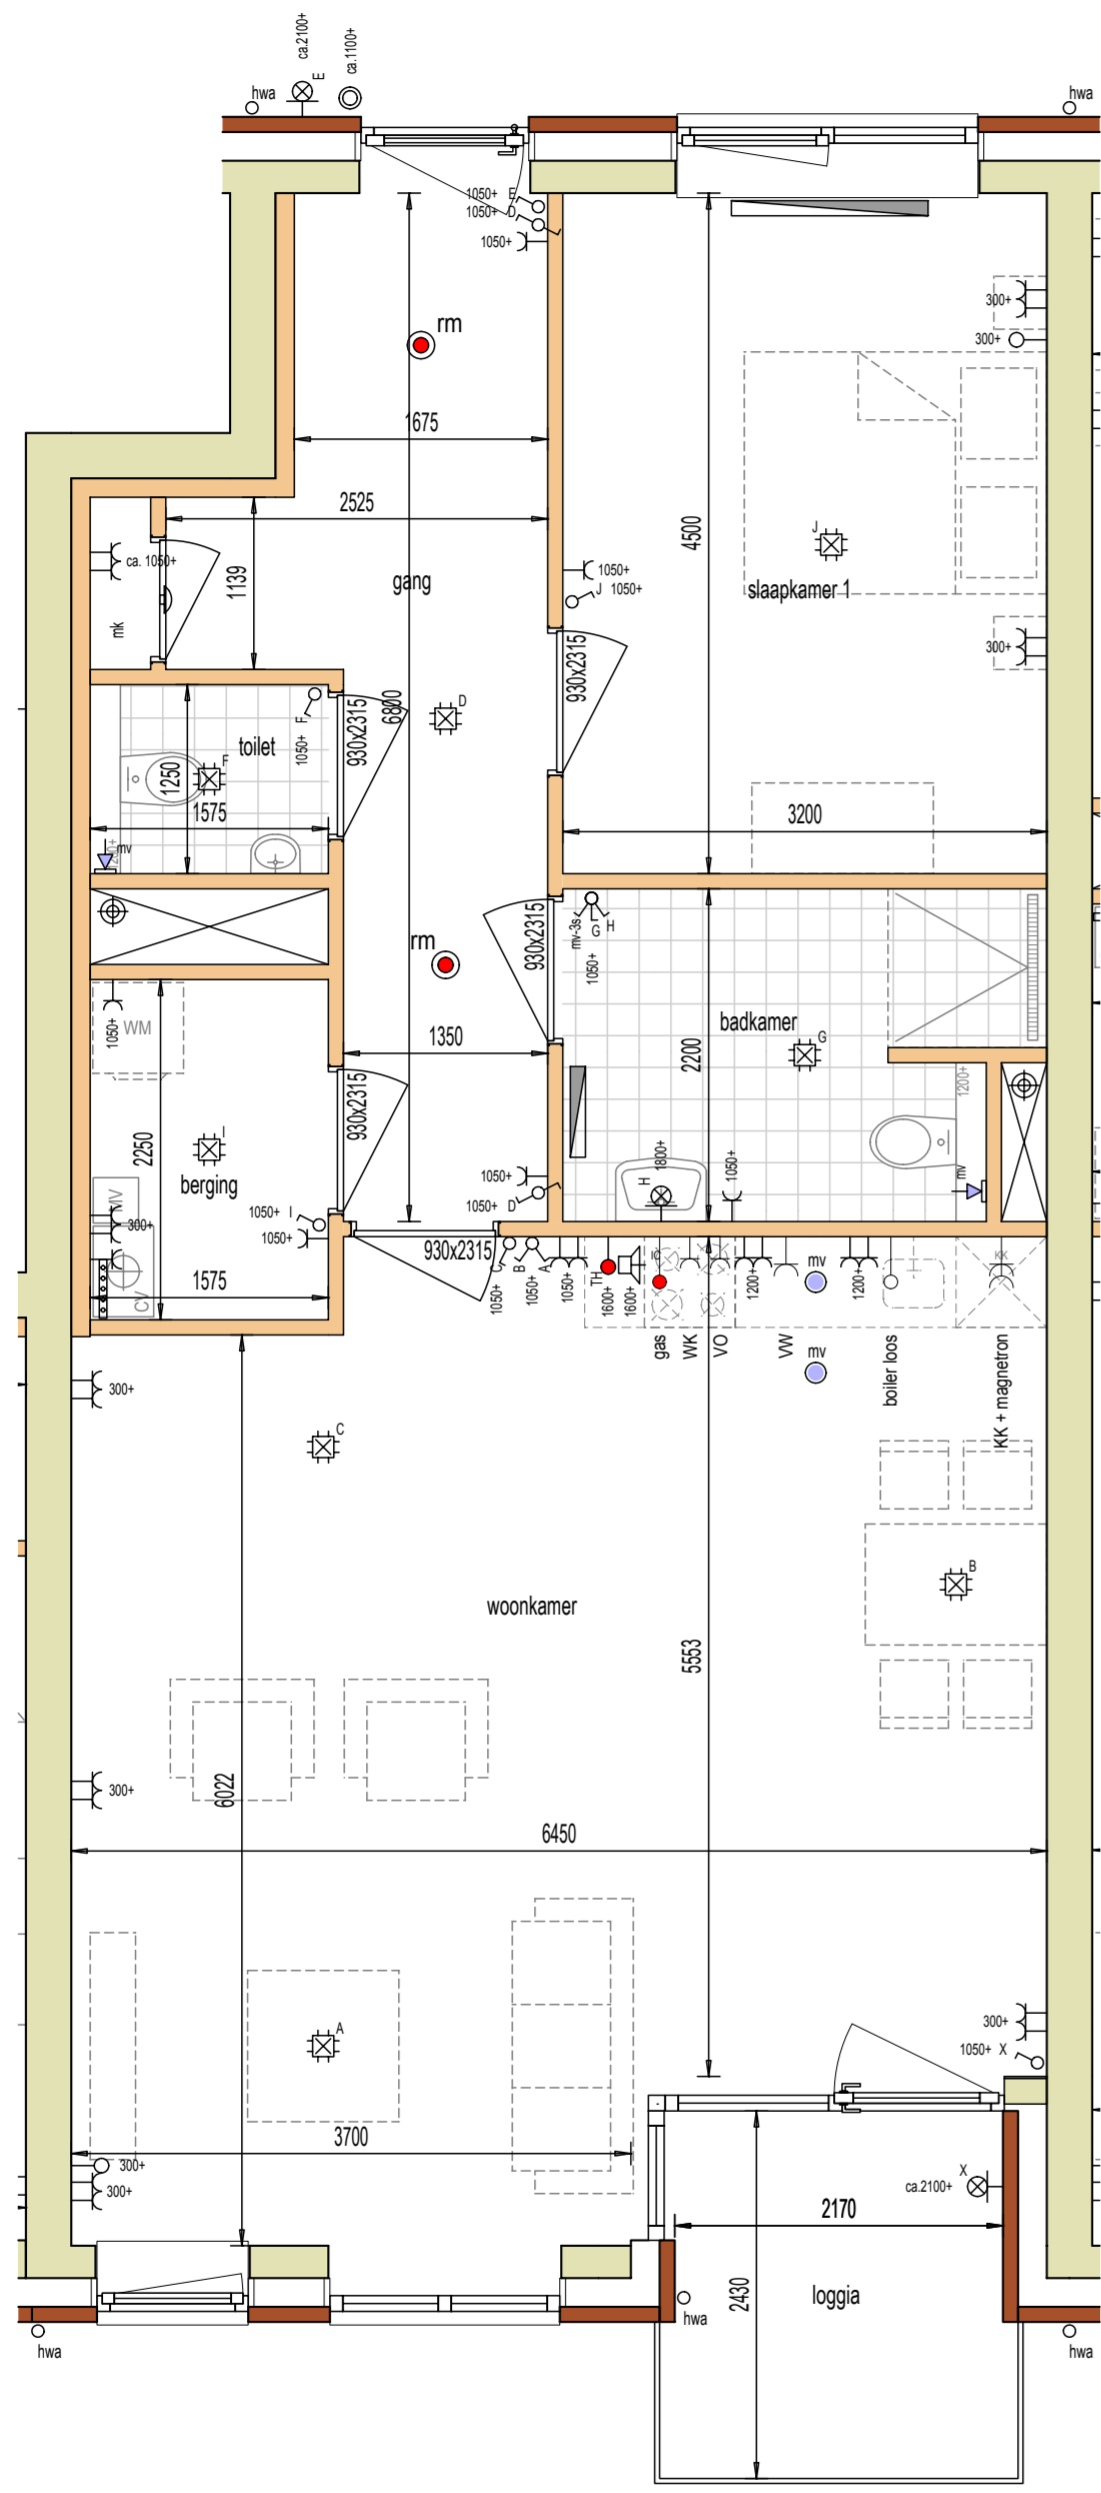 ca.2100+
E
ca.1100+
hwa
hwa
1050+ E
1050+ D
1050+
rm
300+
300+
1675
2525
4500
J
ca. 1050+
1139
gang
1050+
J 1050+
slaapkamer 1
mk
300+
930x2315
6800
D
930x2315
F
1050+
toilet
F
1250
1575
3200
1200+
mv
930x2315
mv-3s
G
H
1050+
rm
WM
1050+
badkamer
G
1350
2200
1200+
930x2315
2250
I
berging
1050+
1050+ D
H
1800+
1050+
mv
MV
300+
1050+ I
1050+
930x2315
CV
1575
C
1050+
B
1050+
A
1050+
TH
1600+
1600+
1200+
mv
1200+
KK
gas
WK
VO
VW
mv
boiler loos
KK + magnetron
300+
C
B
woonkamer
5553
300+
6022
6450
300+
1050+ X
A
3700
300+
300+
X
ca.2100+
2170
2430
loggia
hwa
hwa
hwa